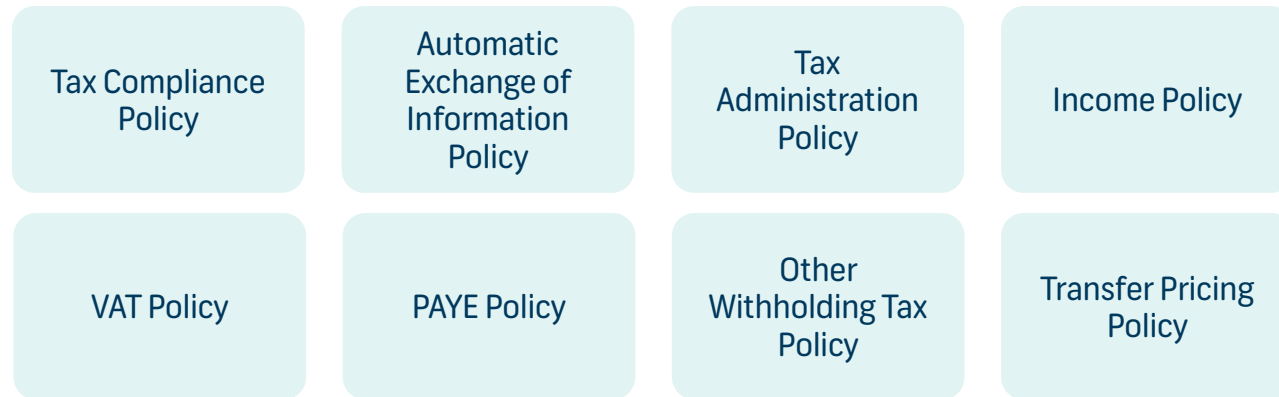 Tax Compliance
Policy
Automatic
Exchange of
Information
Policy
Tax
Administration
Policy
Income Policy
VAT Policy
PAYE Policy
Other
Withholding Tax
Policy
Transfer Pricing
Policy